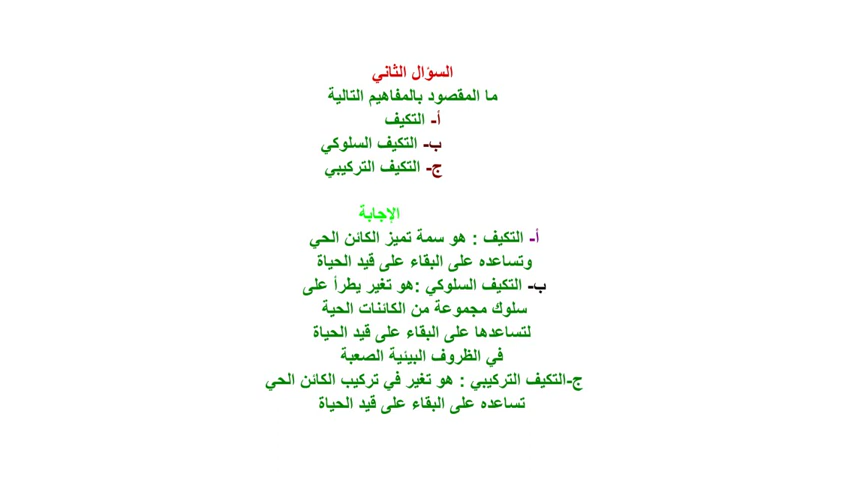 السؤال الثاني
ما المقصود بالمفاهيم التالية
أ- التكيف
ب- التكيف السلوكي
ج- التكيف التركيبي
الإجابة
أ- التكيف : هو سمة تميز الكائن الحي
وتساعده على البقاء على قيد الحياة
ب- التكيف السلوكي :هو تغير يطرأ على
سلوك مجموعة من الكائنات الحية
لتساعدها على البقاء على قيد الحياة
في الظروف البيئية الصعبة
ج-التكيف التركيبي : هو تغير في تركيب الكائن الحي
تساعده على البقاء على قيد الحياة